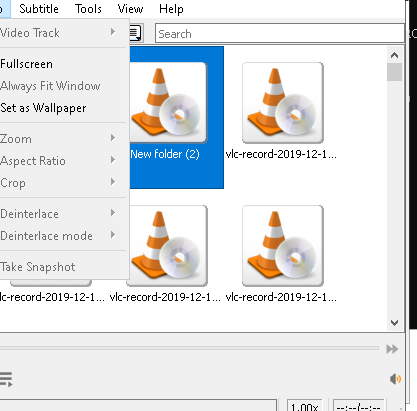 Subtitle Tools View Help
Video Track
Search
Fullscreen
Always Fit Window
Set as Wallpaper
Zoom
Aspect Ratio
Crop
Deinterlace
Deinterlace mode
Take Snapshot
New folder (2)
vlc-record-2019-12-1...
lc-record-2019-12-1...
vlc-record-2019-12-1...
vlc-record-2019-12-1...
1.00x
--:--/--:--